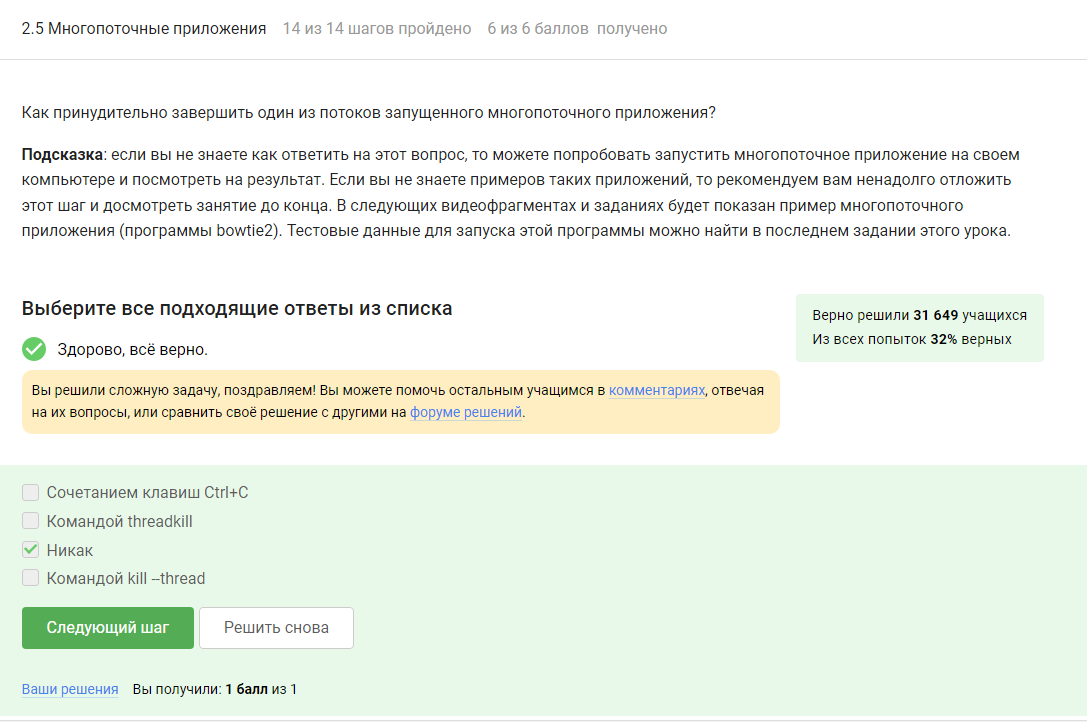 2.5 Многопоточные приложения 14 из 14 шагов пройдено 6 из 6 баллов получено
Как принудительно завершить один из потоков запущенного многопоточного приложения?
Подсказка: если вы не знаете как ответить на этот вопрос, то можете попробовать запустить многопоточное приложение на своем
компьютере и посмотреть на результат. Если вы не знаете примеров таких приложений, то рекомендуем вам ненадолго отложить
этот шаг и досмотреть занятие до конца. В следующих видеофрагментах и заданиях будет показан пример многопоточного
приложения (программы bowtie2). Тестовые данные для запуска этой программы можно найти в последнем задании этого урока.
Выберите все подходящие ответы из списка
Верно решили 31 649 учащихся
Из всех попыток 32% верных
Здорово, всё верно.
Вы решили сложную задачу, поздравляем! Вы можете помочь остальным учащимся в комментариях, отвечая
на их вопросы, или сравнить своё решение с другими на форуме решений.
Сочетанием клавиш Ctrl+C
Командой threadkill
Никак
Командой kill –thread
Следующий шаг Решить снова
Ваши решения Вы получили: 1 балл из 1